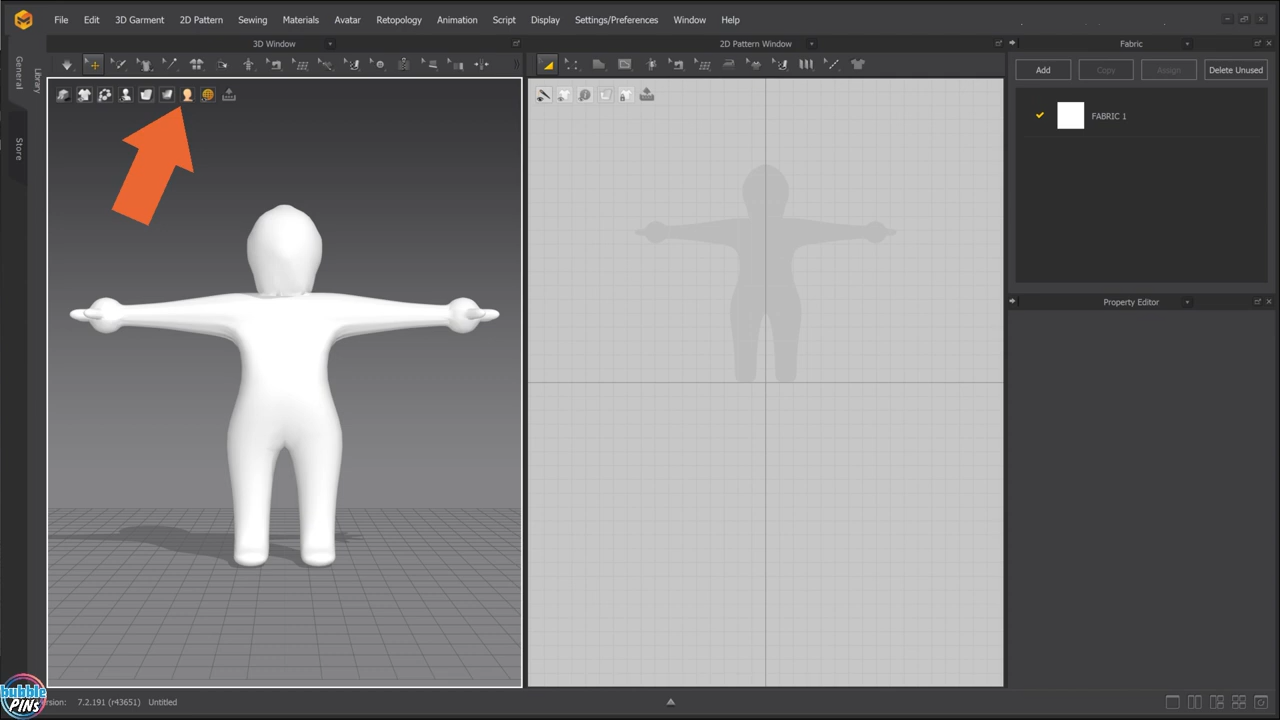 File Edit 3D Garment 2D Pattern Sewing Materials Avatar Retopology Animation Script Display Settings/Preferences Window Help
3D Window
2D Pattern Window
Fabric
Library
General
Store
Add Copy Assign Delete Unused
FABRIC 1
Property Editor
bubble
PINS
ersion: 7.2.191 (r43651) Untitled